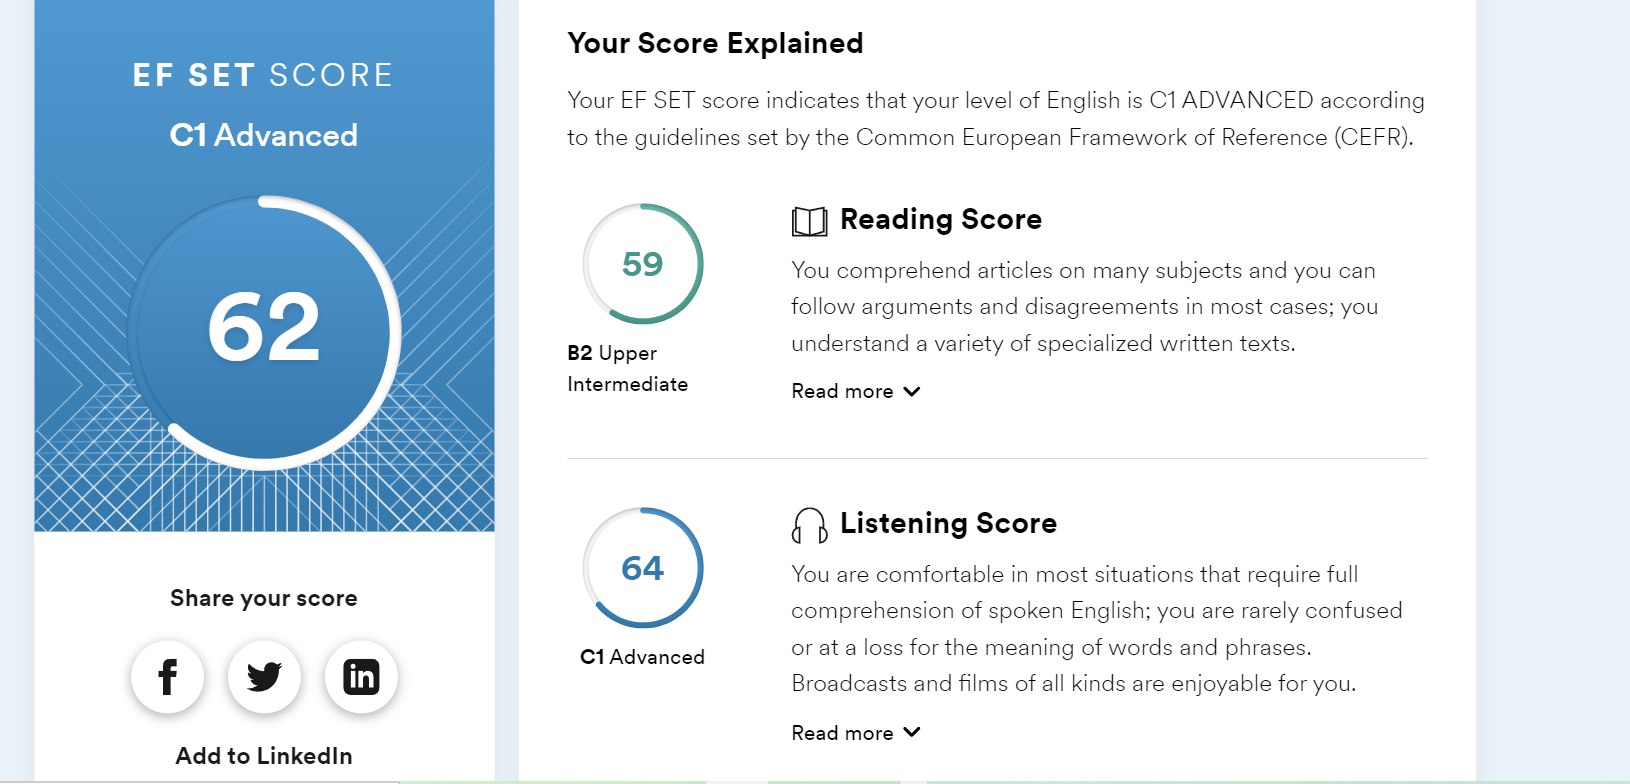 EF SET SCORE
C1 Advanced
62
Share your score
Add to LinkedIn
Your Score Explained
Your EF SET score indicates that your level of English is C1 ADVANCED according
to the guidelines set by the Common European Framework of Reference (CEFR).
59
B2 Upper
Intermediate
Reading Score
You comprehend articles on many subjects and you can
follow arguments and disagreements in most cases; you
understand a variety of specialized written texts.
Read more
64
C1 Advanced
Listening Score
You are comfortable in most situations that require full
comprehension of spoken English; you are rarely confused
or at a loss for the meaning of words and phrases.
Broadcasts and films of all kinds are enjoyable for you.
Read more